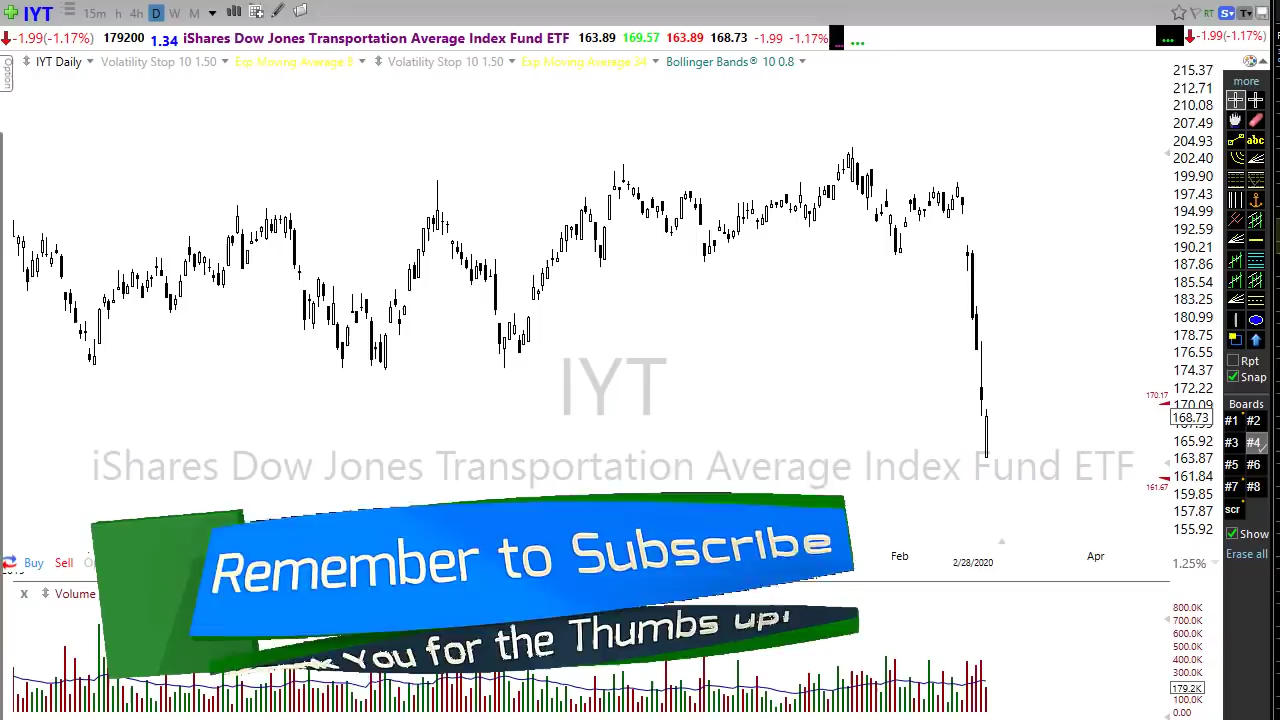 IYT 15m h 4h D W M RT S T
-1.99(-1.17%) 179200 1.34 iShares Dow Jones Transportation Average Index Fund ETF 163.89 169.57 163.89 168.73 -1.99 -1.17% ... ... -1.99(-1.17%)
Option
IYT Daily Volatility Stop 10 1.50 Exp Moving Average 8 Volatility Stop 10 1.50 Exp Moving Average 34 Bollinger Bands® 10 0.8
215.37
212.71
210.08
207.49
204.93
202.40
199.90
197.43
194.99
192.59
190.21
187.86
185.54
183.25
180.99
178.75
176.55
174.37
172.22
170.17
170.09
168.73
165.92
163.87
161.84
161.67
159.85
157.87
155.92
more
abc
Rpt
Snap
Boards
#1 #2
#3 #4
#5 #6
#7 #8
scr
Show
Erase all
IYT
iShares Dow Jones Transportation Average Index Fund ETF
Remember to Subscribe
You for the Thumbs up!
Buy Sell
Feb 2/28/2020 Apr
1.25%
X Volume
800.0K
700.0K
600.0K
500.0K
400.0K
300.0K
179.2K
100.0K
0.00